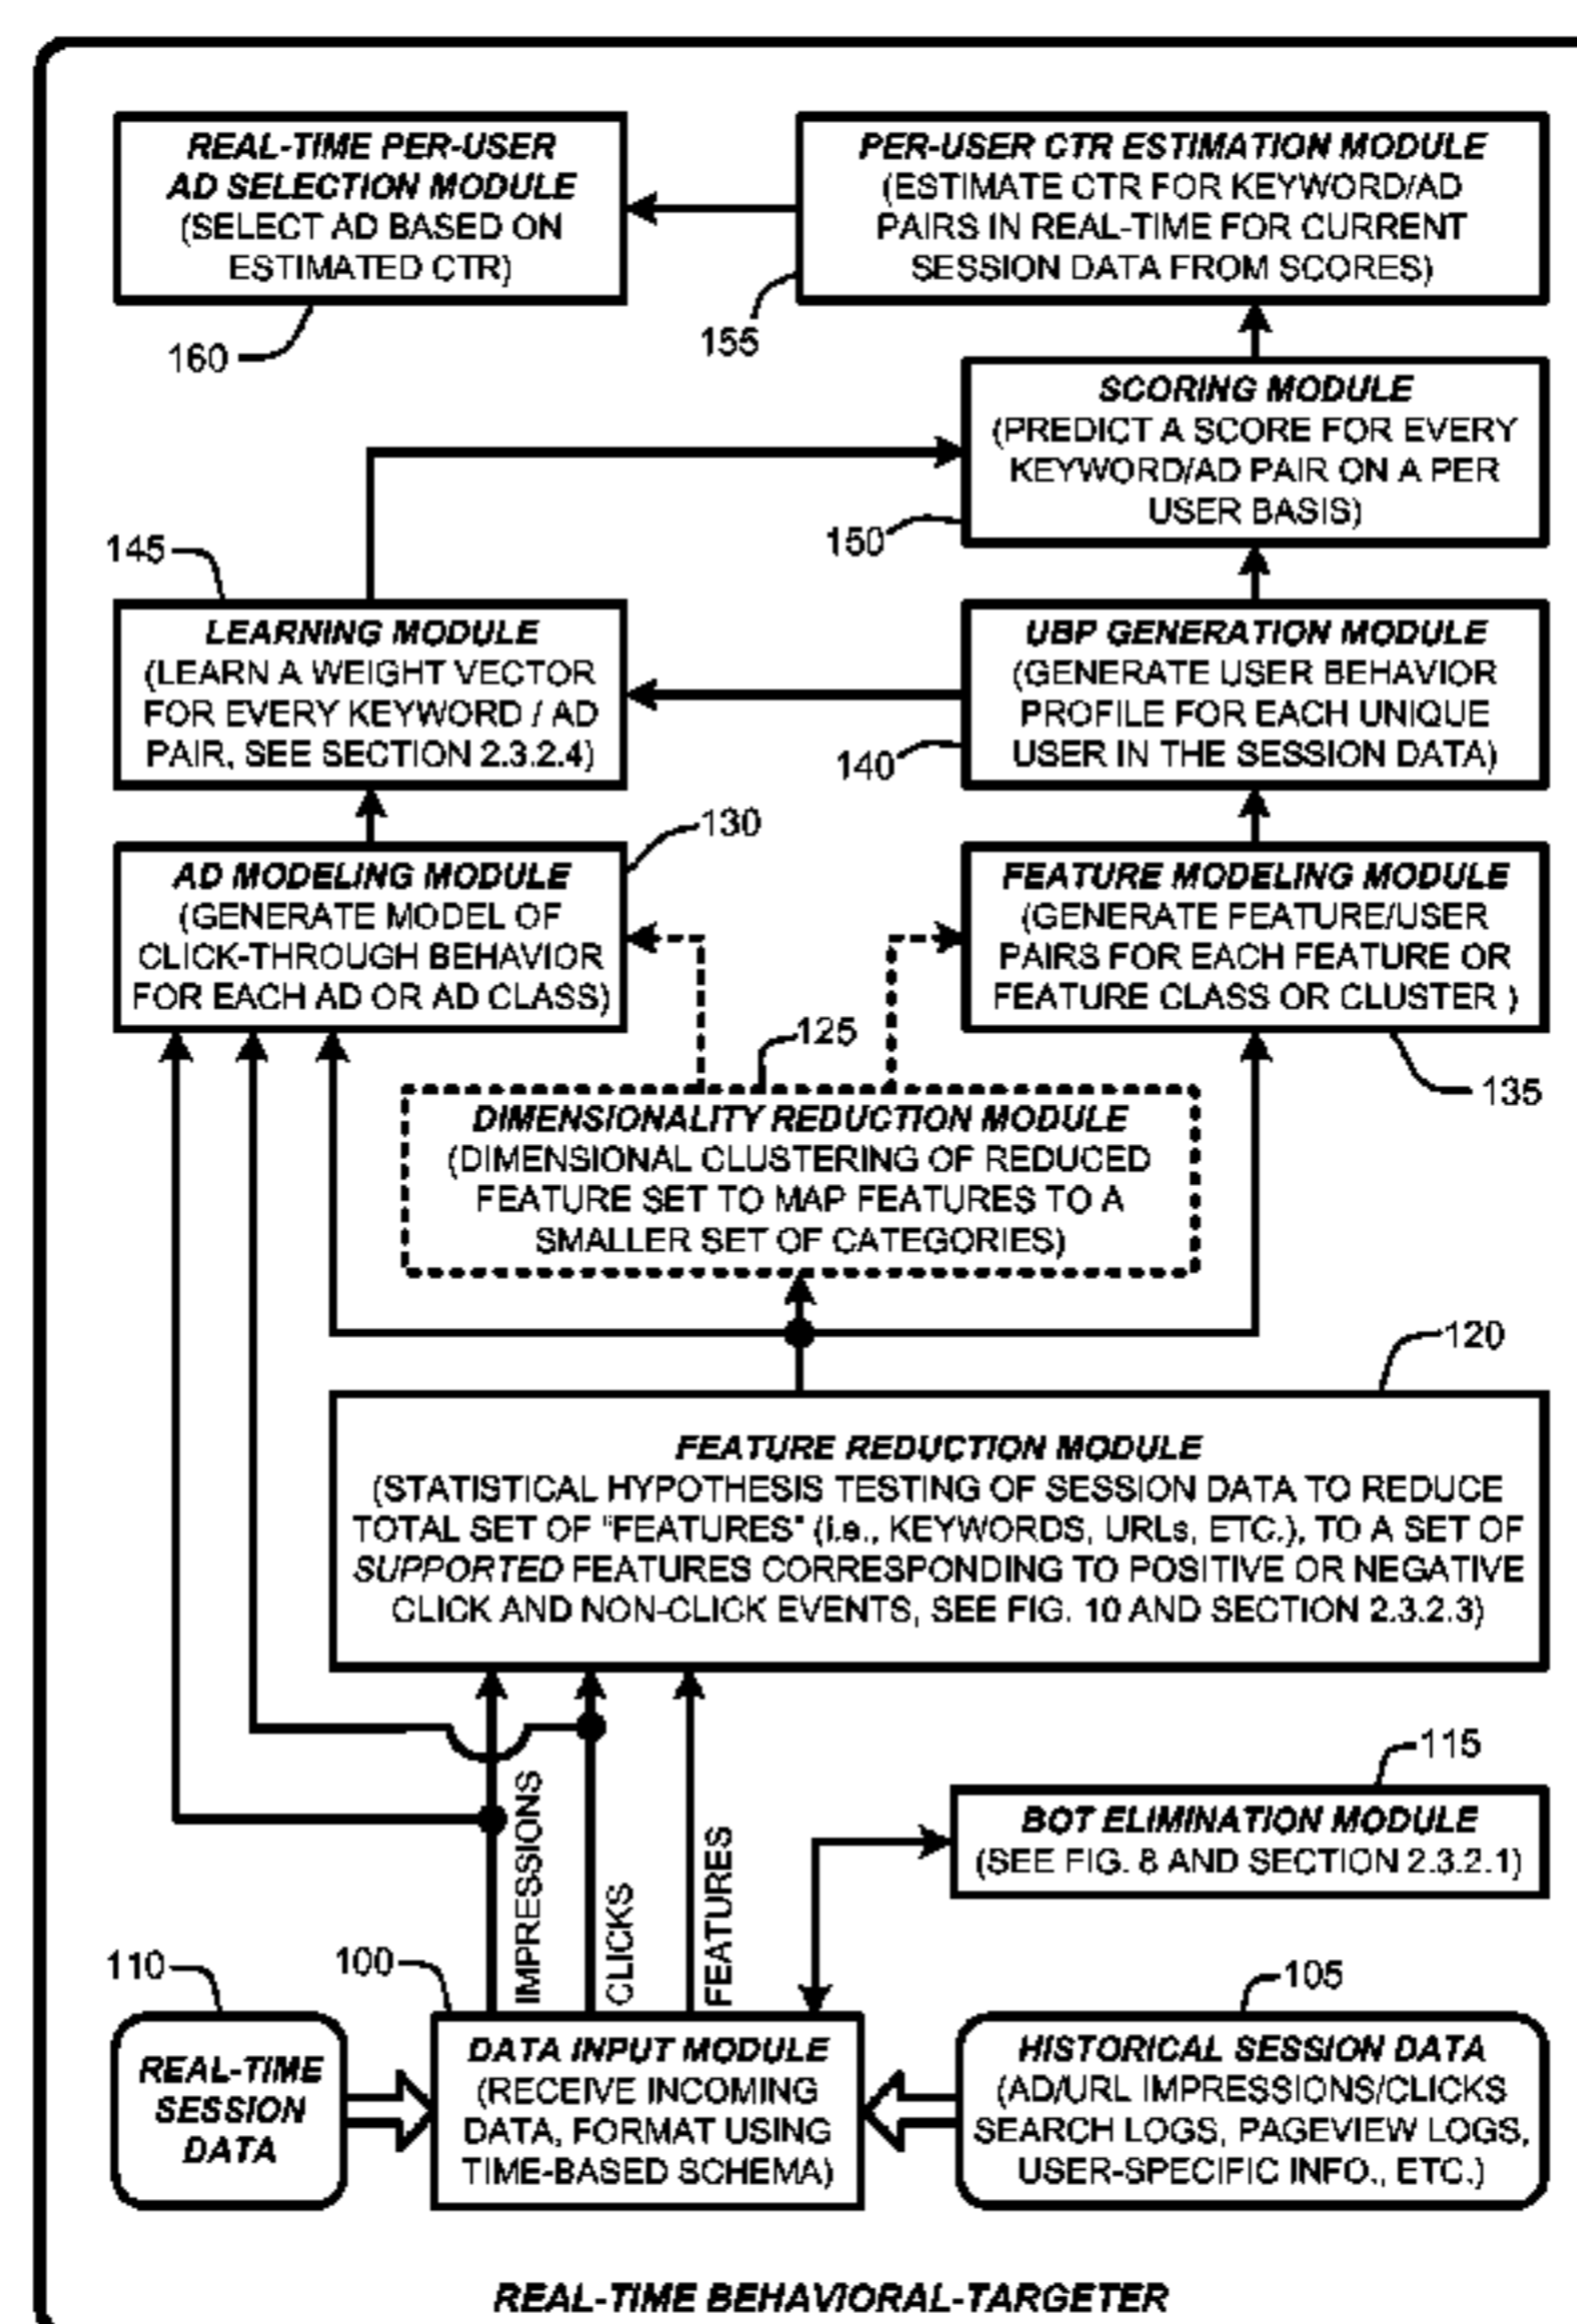 REAL-TIME PER-USER
AD SELECTION MODULE
(SELECT AD BASED ON
ESTIMATED CTR)
160
PER-USER CTR ESTIMATION MODULE
(ESTIMATE CTR FOR KEYWORD/AD
PAIRS IN REAL-TIME FOR CURRENT
SESSION DATA FROM SCORES)
155
SCORING MODULE
(PREDICT A SCORE FOR EVERY
KEYWORD/AD PAIR ON A PER
USER BASIS)
150
145
LEARNING MODULE
(LEARN A WEIGHT VECTOR
FOR EVERY KEYWORD / AD
PAIR, SEE SECTION 2.3.2.4)
UBP GENERATION MODULE
(GENERATE USER BEHAVIOR
PROFILE FOR EACH UNIQUE
USER IN THE SESSION DATA)
140
130
AD MODELING MODULE
(GENERATE MODEL OF
CLICK-THROUGH BEHAVIOR
FOR EACH AD OR AD CLASS)
FEATURE MODELING MODULE
(GENERATE FEATURE/USER
PAIRS FOR EACH FEATURE OR
FEATURE CLASS OR CLUSTER )
135
125
DIMENSIONALITY REDUCTION MODULE
(DIMENSIONAL CLUSTERING OF REDUCED
FEATURE SET TO MAP FEATURES TO A
SMALLER SET OF CATEGORIES)
120
FEATURE REDUCTION MODULE
(STATISTICAL HYPOTHESIS TESTING OF SESSION DATA TO REDUCE
TOTAL SET OF "FEATURES" (i.e., KEYWORDS, URLs, ETC.), TO A SET OF
SUPPORTED FEATURES CORRESPONDING TO POSITIVE OR NEGATIVE
CLICK AND NON-CLICK EVENTS, SEE FIG. 10 AND SECTION 2.3.2.3)
IMPRESSIONS
CLICKS
FEATURES
115
BOT ELIMINATION MODULE
(SEE FIG. 8 AND SECTION 2.3.2.1)
110
REAL-TIME
SESSION
DATA
100
DATA INPUT MODULE
(RECEIVE INCOMING
DATA, FORMAT USING
TIME-BASED SCHEMA)
105
HISTORICAL SESSION DATA
(AD/URL IMPRESSIONS/CLICKS
SEARCH LOGS, PAGEVIEW LOGS,
USER-SPECIFIC INFO., ETC.)
REAL-TIME BEHAVIORAL-TARGETER